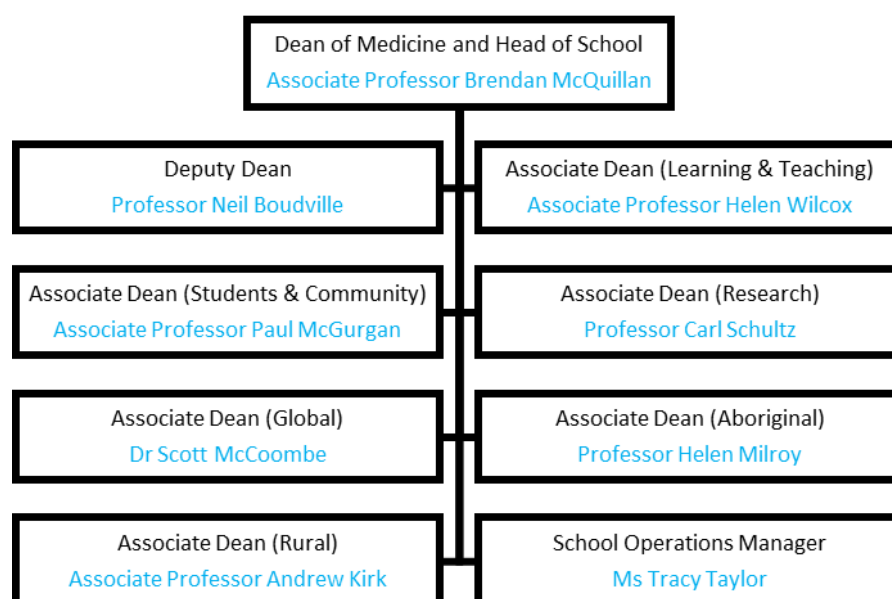 Dean of Medicine and Head of School
Associate Professor Brendan McQuillan
Deputy Dean
Professor Neil Boudville
Associate Dean (Learning & Teaching)
Associate Professor Helen Wilcox
Associate Dean (Students & Community)
Associate Professor Paul McGurgan
Associate Dean (Research)
Professor Carl Schultz
Associate Dean (Global)
Dr Scott McCoombe
Associate Dean (Aboriginal)
Professor Helen Milroy
Associate Dean (Rural)
Associate Professor Andrew Kirk
School Operations Manager
Ms Tracy Taylor